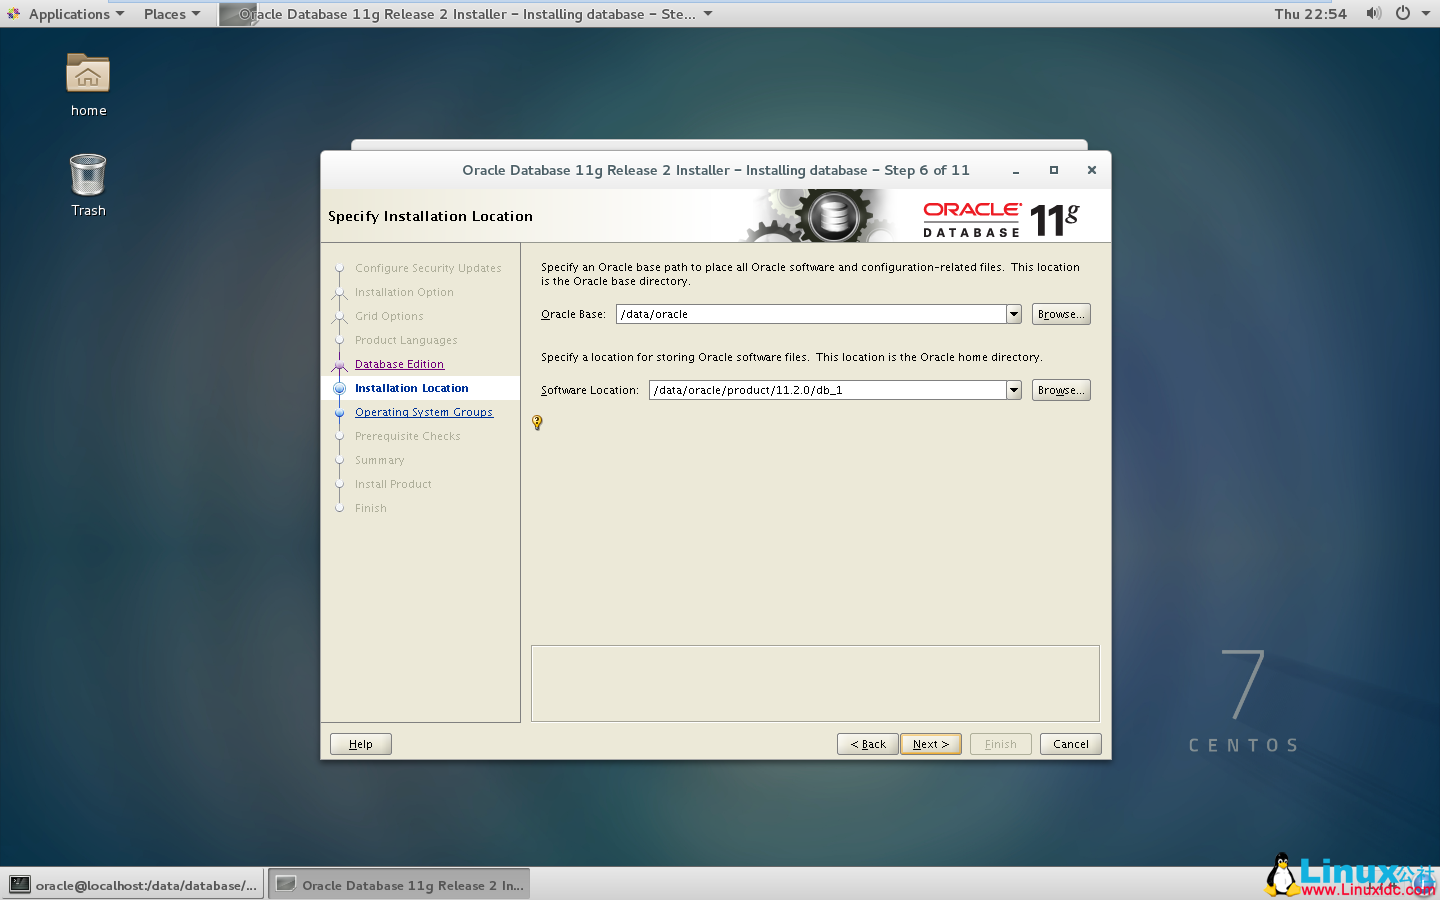 Applications
Places
Oracle Database 11g Release 2 Installer – Installing database – Ste...
Thu 22:54
home
Trash
Oracle Database 11g Release 2 Installer – Installing database – Step 6 of 11
Specify Installation Location
ORACLE
DATABASE
11g
Configure Security Updates
Installation Option
Grid Options
Product Languages
Database Edition
Installation Location
Operating System Groups
Prerequisite Checks
Summary
Install Product
Finish
Specify an Oracle base path to place all Oracle software and configuration-related files. This location
is the Oracle base directory.
Oracle Base: /data/oracle Browse...
Specify a location for storing Oracle software files. This location is the Oracle home directory.
Software Location: /data/oracle/product/11.2.0/db_1 Browse...
Help
< Back
Next >
Finish
Cancel
7
CENTOS
oracle@localhost:/data/database/...
Oracle Database 11g Release 2 In...
Linux公社
www.Linuxidc.com